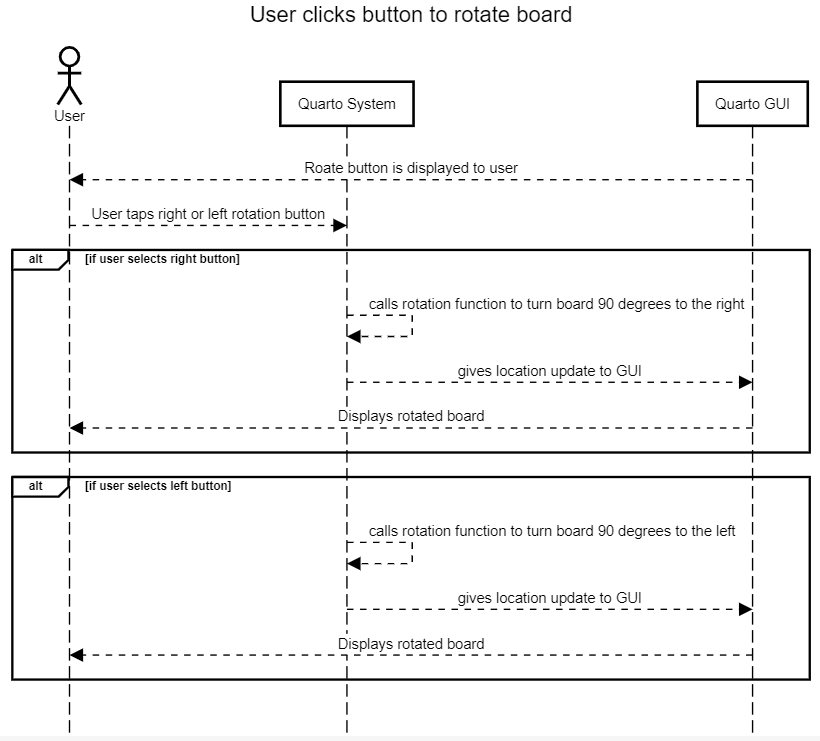 User clicks button to rotate board
User
Quarto System
Quarto GUI
Roate button is displayed to user
User taps right or left rotation button
alt
[if user selects right button]
calls rotation function to turn board 90 degrees to the right
gives location update to GUI
Displays rotated board
alt
[if user selects left button]
calls rotation function to turn board 90 degrees to the left
gives location update to GUI
Displays rotated board